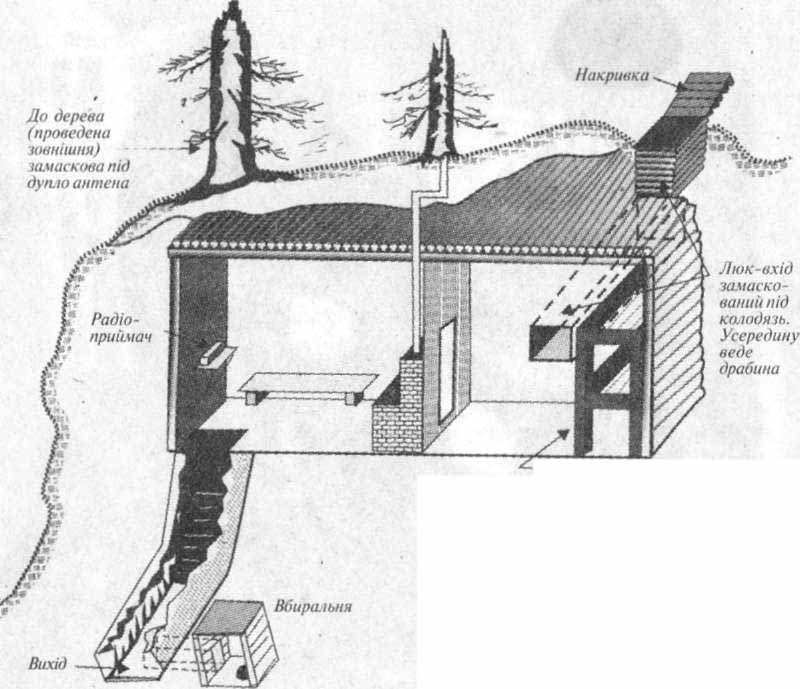 Накривка
До дерева
(проведена
зовнішня)
замаскова під
дупло антена
Радіо-
приймач
Люк-вхід
замаско-
ваний під
колодязь.
Усередину
веде
драбина
Вбиральня
Вихід